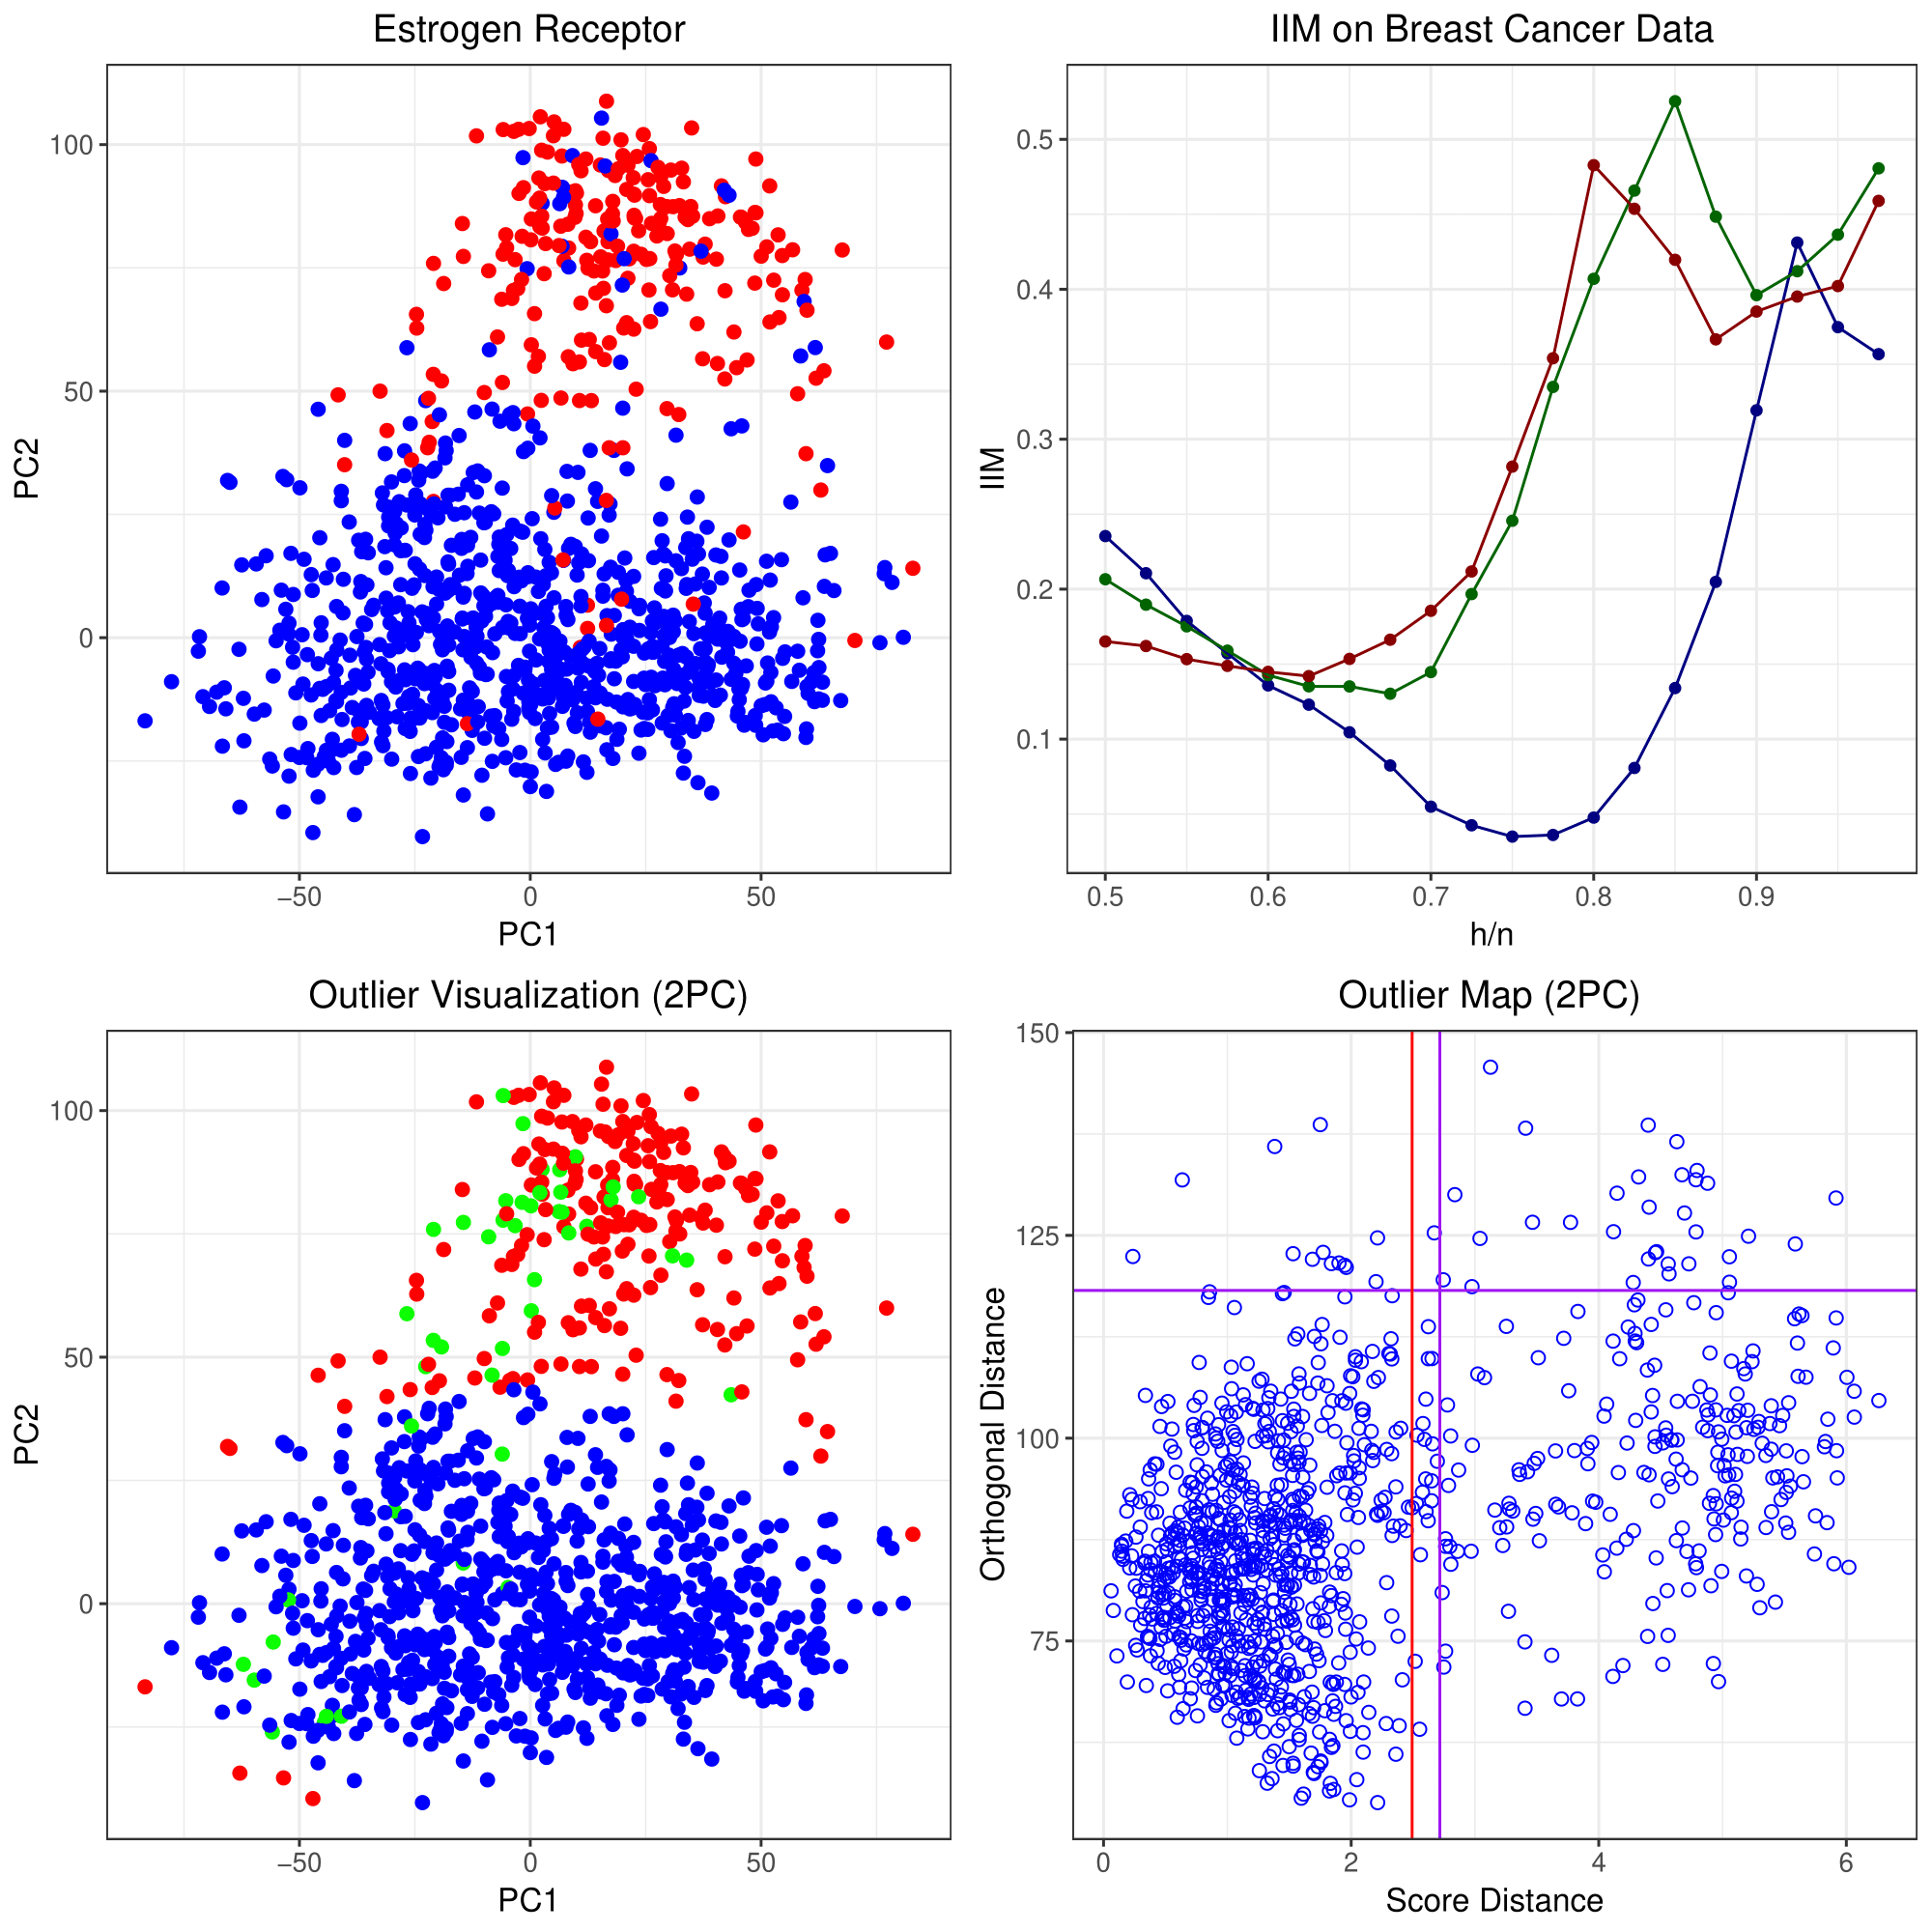 Estrogen Receptor
PC2
100
50
0
−50 0 50
PC1
IIM on Breast Cancer Data
IIM
0.5
0.4
0.3
0.2
0.1
0.5 0.6 0.7 0.8 0.9
h/n
Outlier Visualization (2PC)
PC2
100
50
0
−50 0 50
PC1
Outlier Map (2PC)
Orthogonal Distance
150
125
100
75
0 2 4 6
Score Distance